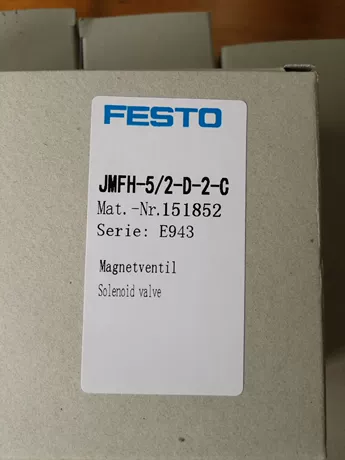 FESTO
JMFH-5/2-D-2-C
Mat.-Nr.151852
Serie: E943
Magnetventil
Solenoid valve